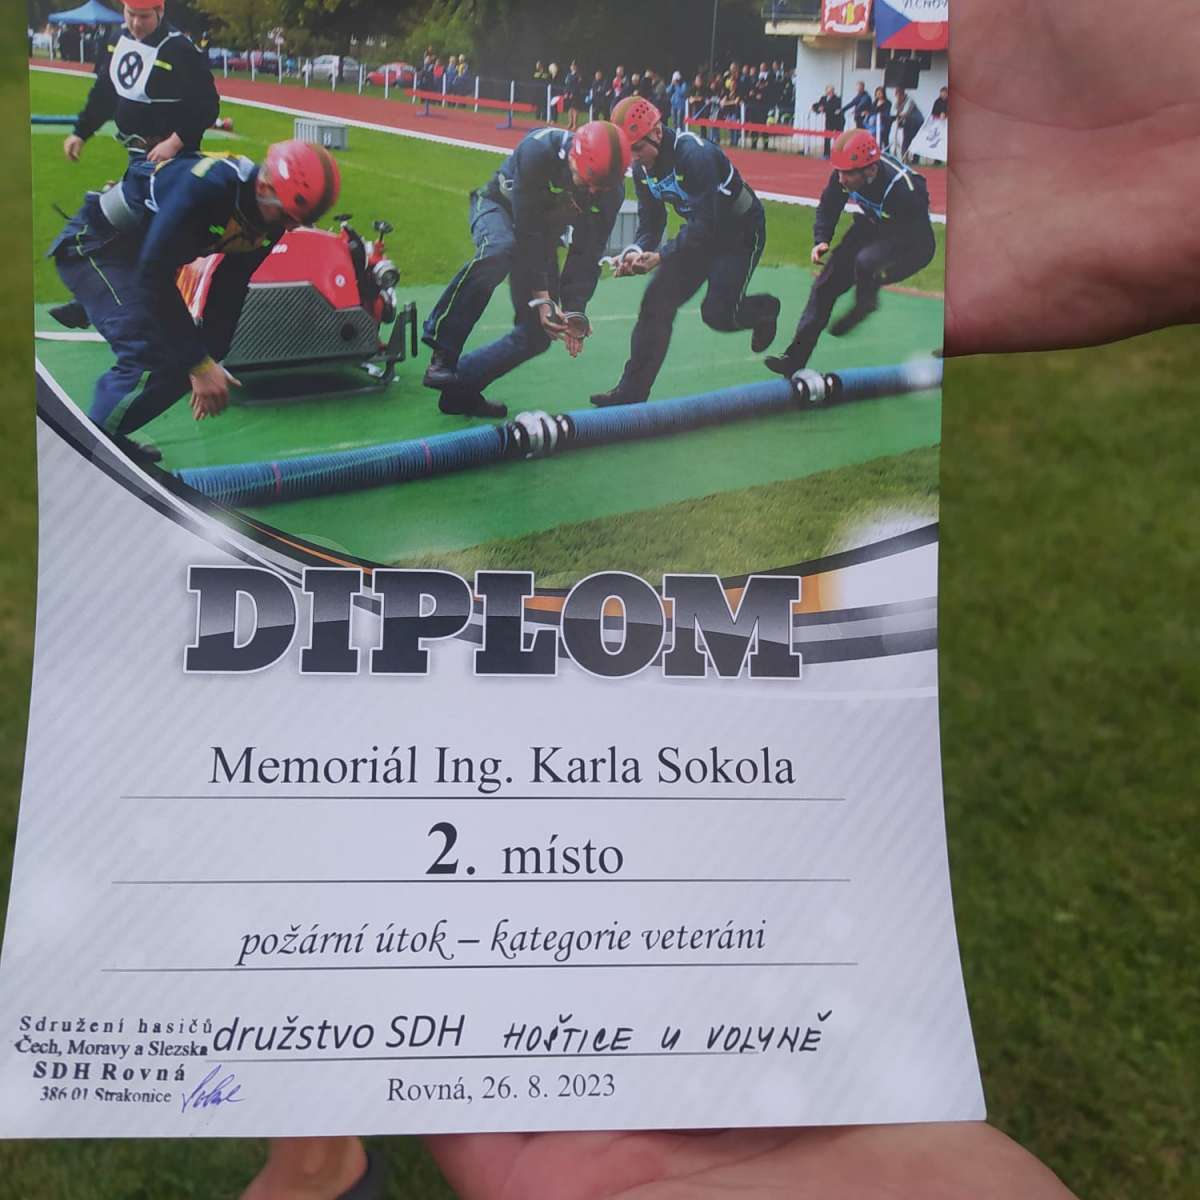 DIPLOM
Memoriál Ing. Karla Sokola
2. místo
požární útok – kategorie veteráni
družstvo SDH HOŠTICE U VOLYNĚ
Sdružení hasičů
Čech, Moravy a Slezska
SDH Rovná
386 01 Strakonice
Rovná, 26. 8. 2023